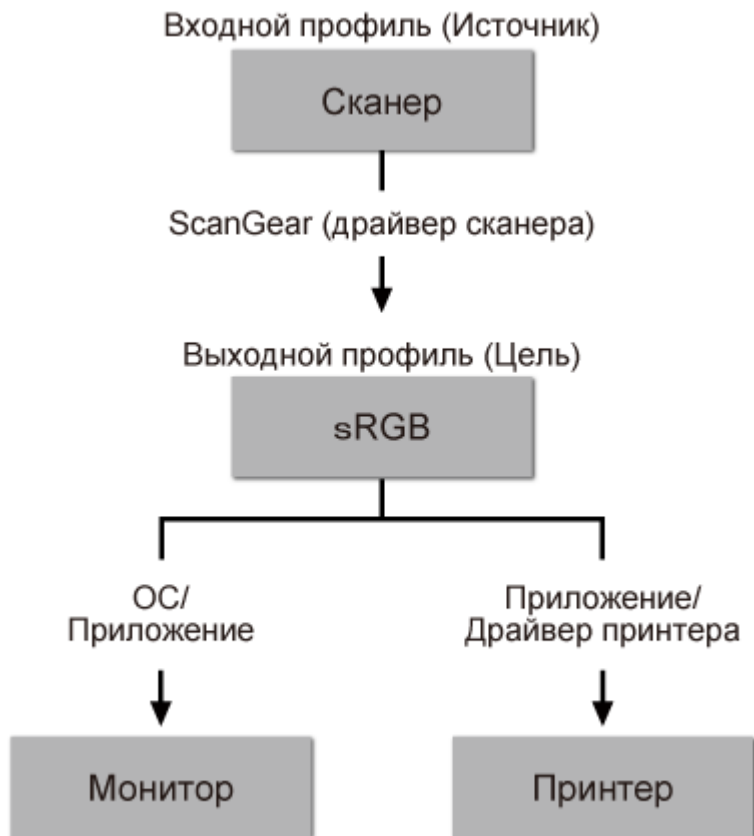 Входной профиль (Источник)
Сканер
ScanGear (драйвер сканера)
Выходной профиль (Цель)
sRGB
ОС/
Приложение
Приложение/
Драйвер принтера
Монитор
Принтер